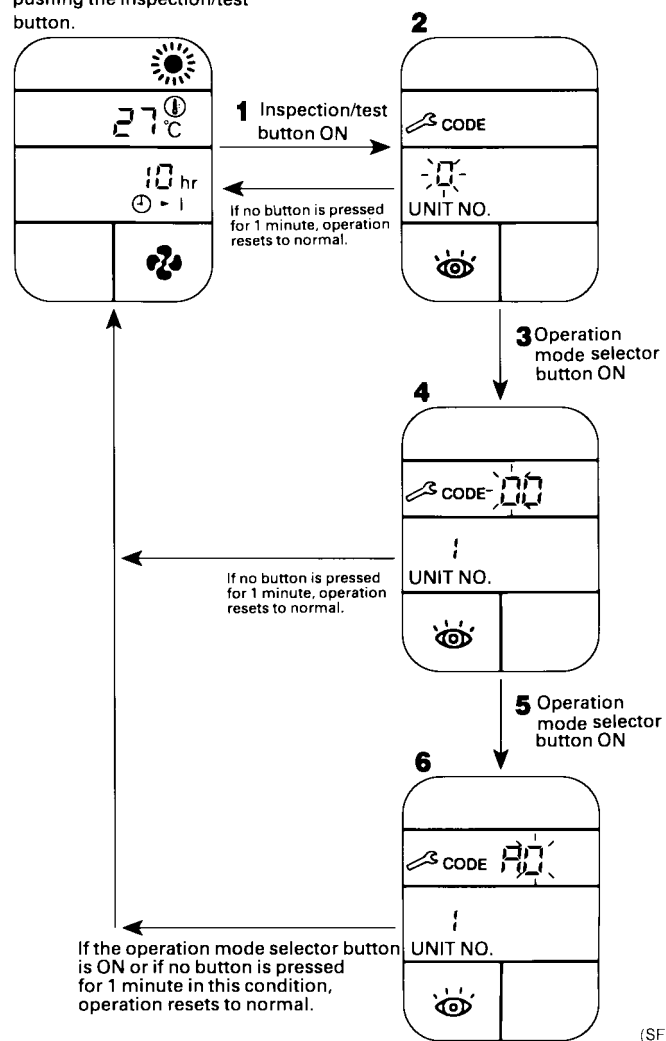 pushing the inspection/test
button.
2
27 °C
1 Inspection/test
button ON
CODE
10 hr
1
0
UNIT NO.
If no button is pressed
for 1 minute, operation
resets to normal.
3 Operation
mode selector
button ON
4
CODE 00
1
UNIT NO.
If no button is pressed
for 1 minute, operation
resets to normal.
5 Operation
mode selector
button ON
6
CODE A0
1
UNIT NO.
If the operation mode selector button
is ON or if no button is pressed
for 1 minute in this condition,
operation resets to normal.
(SF